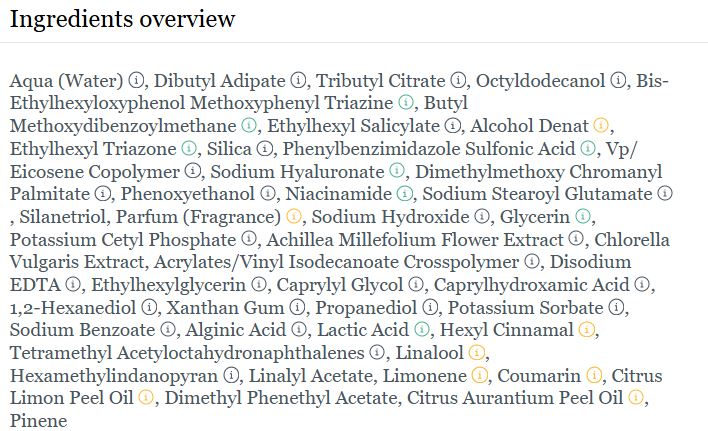 Ingredients overview
Aqua (Water) ⓘ, Dibutyl Adipate ⓘ, Tributyl Citrate ⓘ, Octyldodecanol ⓘ, Bis-
Ethylhexyloxyphenol Methoxyphenyl Triazine ⓘ, Butyl
Methoxydibenzoylmethane ⓘ, Ethylhexyl Salicylate ⓘ, Alcohol Denat ⓘ,
Ethylhexyl Triazone ⓘ, Silica ⓘ, Phenylbenzimidazole Sulfonic Acid ⓘ, Vp/
Eicosene Copolymer ⓘ, Sodium Hyaluronate ⓘ, Dimethylmethoxy Chromanyl
Palmitate ⓘ, Phenoxyethanol ⓘ, Niacinamide ⓘ, Sodium Stearoyl Glutamate ⓘ
, Silanetriol, Parfum (Fragrance) ⓘ, Sodium Hydroxide ⓘ, Glycerin ⓘ,
Potassium Cetyl Phosphate ⓘ, Achillea Millefolium Flower Extract ⓘ, Chlorella
Vulgaris Extract, Acrylates/Vinyl Isodecanoate Crosspolymer ⓘ, Disodium
EDTA ⓘ, Ethylhexylglycerin ⓘ, Caprylyl Glycol ⓘ, Caprylhydroxamic Acid ⓘ,
1,2-Hexanediol ⓘ, Xanthan Gum ⓘ, Propanediol ⓘ, Potassium Sorbate ⓘ,
Sodium Benzoate ⓘ, Alginic Acid ⓘ, Lactic Acid ⓘ, Hexyl Cinnamal ⓘ,
Tetramethyl Acetyloctahydronaphthalenes ⓘ, Linalool ⓘ,
Hexamethylindanopyran ⓘ, Linalyl Acetate, Limonene ⓘ, Coumarin ⓘ, Citrus
Limon Peel Oil ⓘ, Dimethyl Phenethyl Acetate, Citrus Aurantium Peel Oil ⓘ,
Pinene